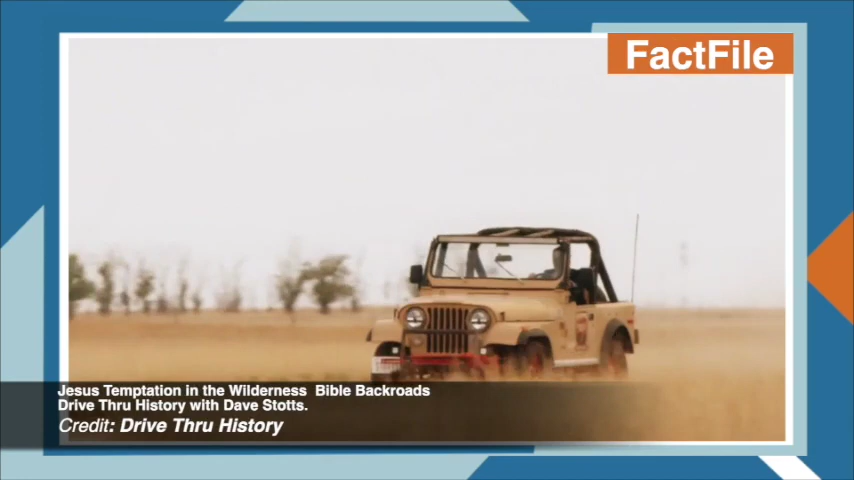 FactFile
Jesus Temptation in the Wilderness  Bible Backroads
Drive Thru History with Dave Stotts.
Credit: Drive Thru History